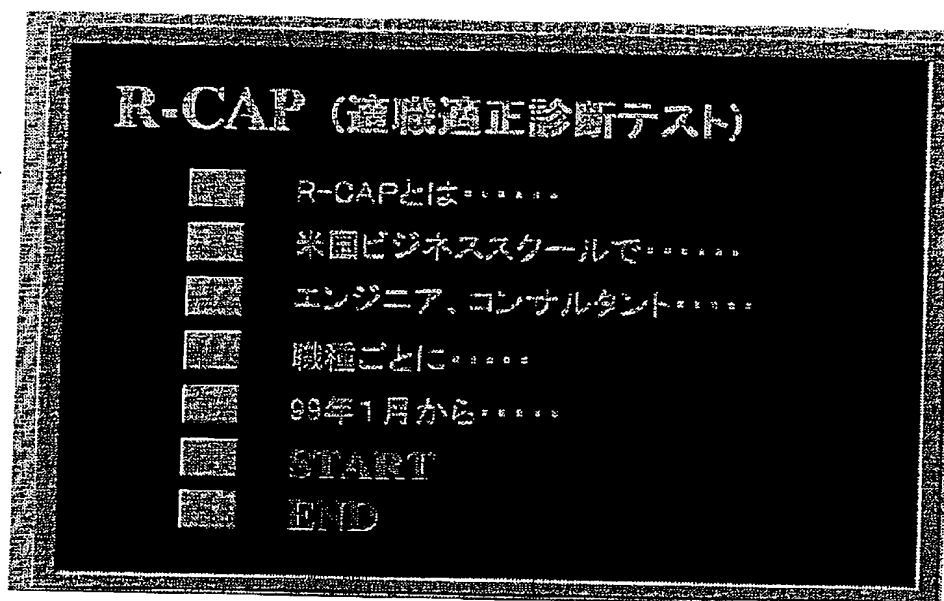 R-CAP (適職適正診断テスト)
R-CAPとは・・・・・・
米国ビジネススクールで・・・・・・
エンジニア、コンサルタント・・・・・
職種ごとに・・・・・
99年1月から・・・・・
START
END